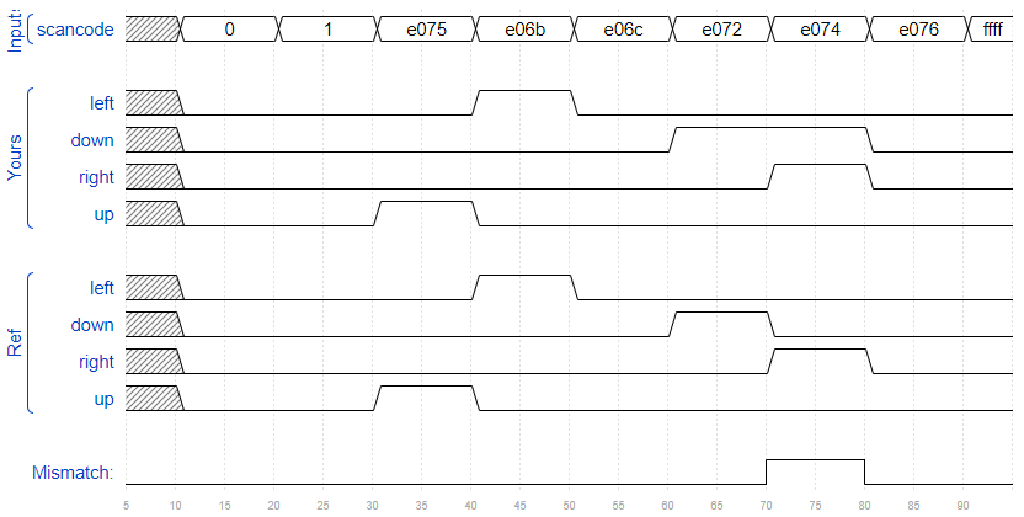 Input:
scancode 0 1 e075 e06b e06c e072 e074 e076 ffff
Yours
left
down
right
up
Ref
left
down
right
up
Mismatch:
5 10 15 20 25 30 35 40 45 50 55 60 65 70 75 80 85 90